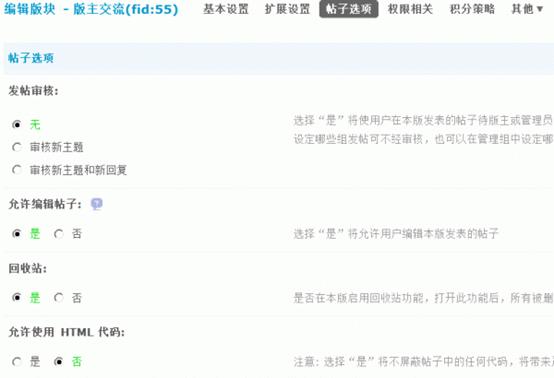 编辑版块 - 版主交流(fid:55) 基本设置 扩展设置 帖子选项 权限相关 积分策略 其他
帖子选项
发帖审核:
无 选择“是”将使用户在本版发表的帖子待版主或管理员
设定哪些组发帖可不经审核，也可以在管理组中设定哪
审核新主题
审核新主题和新回复
允许编辑帖子: ?
是 否 选择“是”将允许用户编辑本版发表的帖子
回收站:
是 否 是否在本版启用回收站功能，打开此功能后，所有被删
允许使用 HTML 代码:
是 否 注意: 选择“是”将不屏蔽帖子中的任何代码，将带来